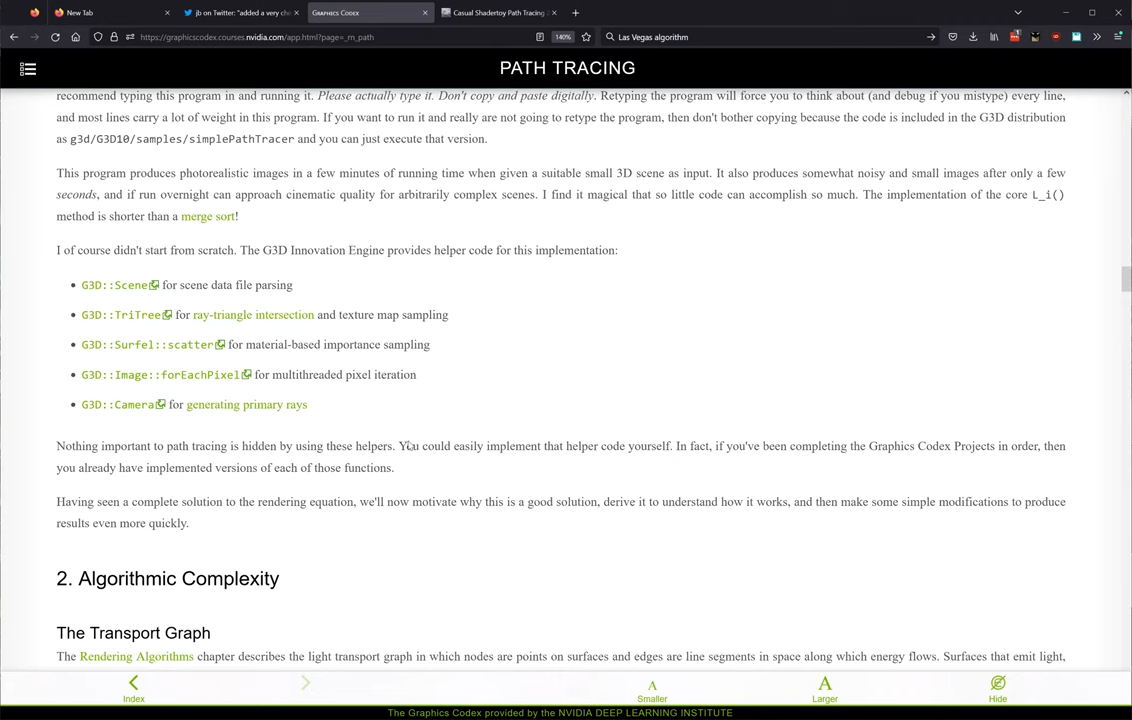 New Tab
jb on Twitter: "added a very che
GRAPHICS CODEX
Casual Shadertoy Path Tracing 2
https://graphicscodex.courses.nvidia.com/app.html?page=_rn_path
140%
Las Vegas algorithm
PATH TRACING
recommend typing this program in and running it. Please actually type it. Don't copy and paste digitally. Retyping the program will force you to think about (and debug if you mistype) every line,
and most lines carry a lot of weight in this program. If you want to run it and really are not going to retype the program, then don't bother copying because the code is included in the G3D distribution
as g3d/G3D10/samples/simplePathTracer and you can just execute that version.
This program produces photorealistic images in a few minutes of running time when given a suitable small 3D scene as input. It also produces somewhat noisy and small images after only a few
seconds, and if run overnight can approach cinematic quality for arbitrarily complex scenes. I find it magical that so little code can accomplish so much. The implementation of the core L_i()
method is shorter than a merge sort!
I of course didn't start from scratch. The G3D Innovation Engine provides helper code for this implementation:
• G3D::Scene for scene data file parsing
• G3D::TriTree for ray-triangle intersection and texture map sampling
• G3D::Surfel::scatter for material-based importance sampling
• G3D::Image::forEachPixel for multithreaded pixel iteration
• G3D::Camera for generating primary rays
Nothing important to path tracing is hidden by using these helpers. You could easily implement that helper code yourself. In fact, if you've been completing the Graphics Codex Projects in order, then
you already have implemented versions of each of those functions.
Having seen a complete solution to the rendering equation, we'll now motivate why this is a good solution, derive it to understand how it works, and then make some simple modifications to produce
results even more quickly.
2. Algorithmic Complexity
The Transport Graph
The Rendering Algorithms chapter describes the light transport graph in which nodes are points on surfaces and edges are line segments in space along which energy flows. Surfaces that emit light,
Index
A
Smaller
A
Larger
Hide
The Graphics Codex provided by the NVIDIA DEEP LEARNING INSTITUTE